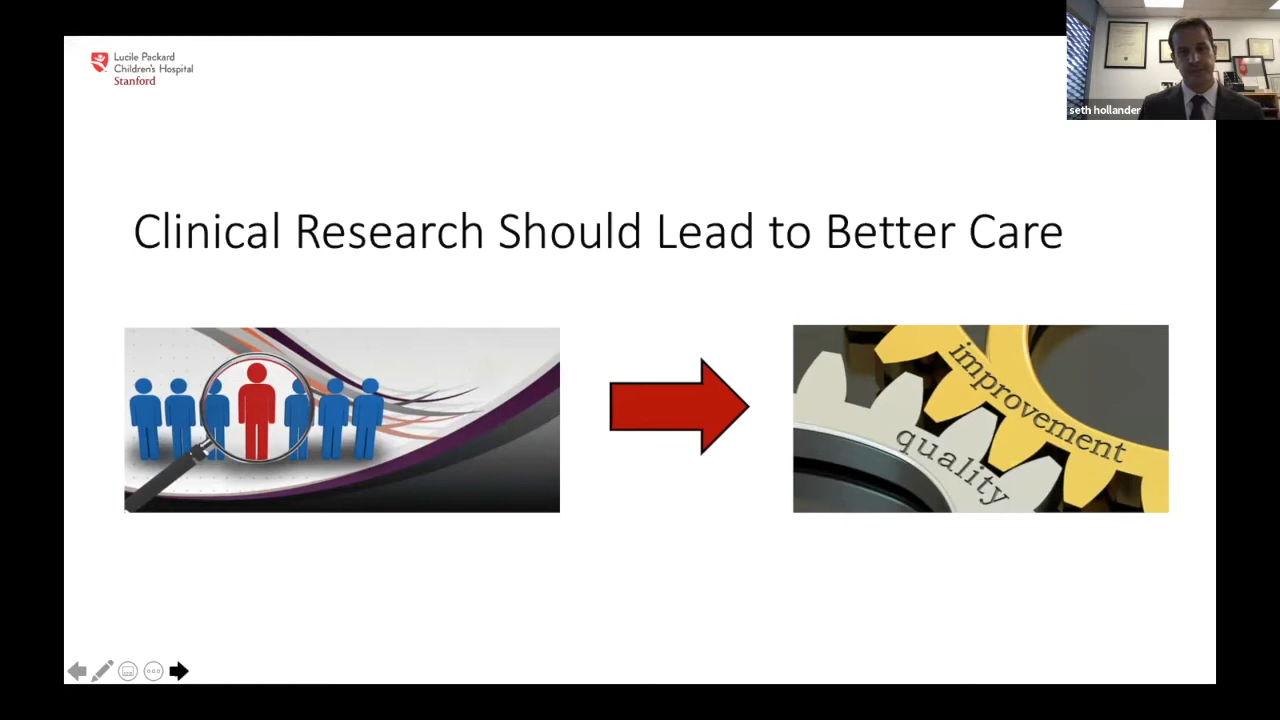 Lucile Packard
Children's Hospital
Stanford
seth hollander
Clinical Research Should Lead to Better Care
improvement
quality